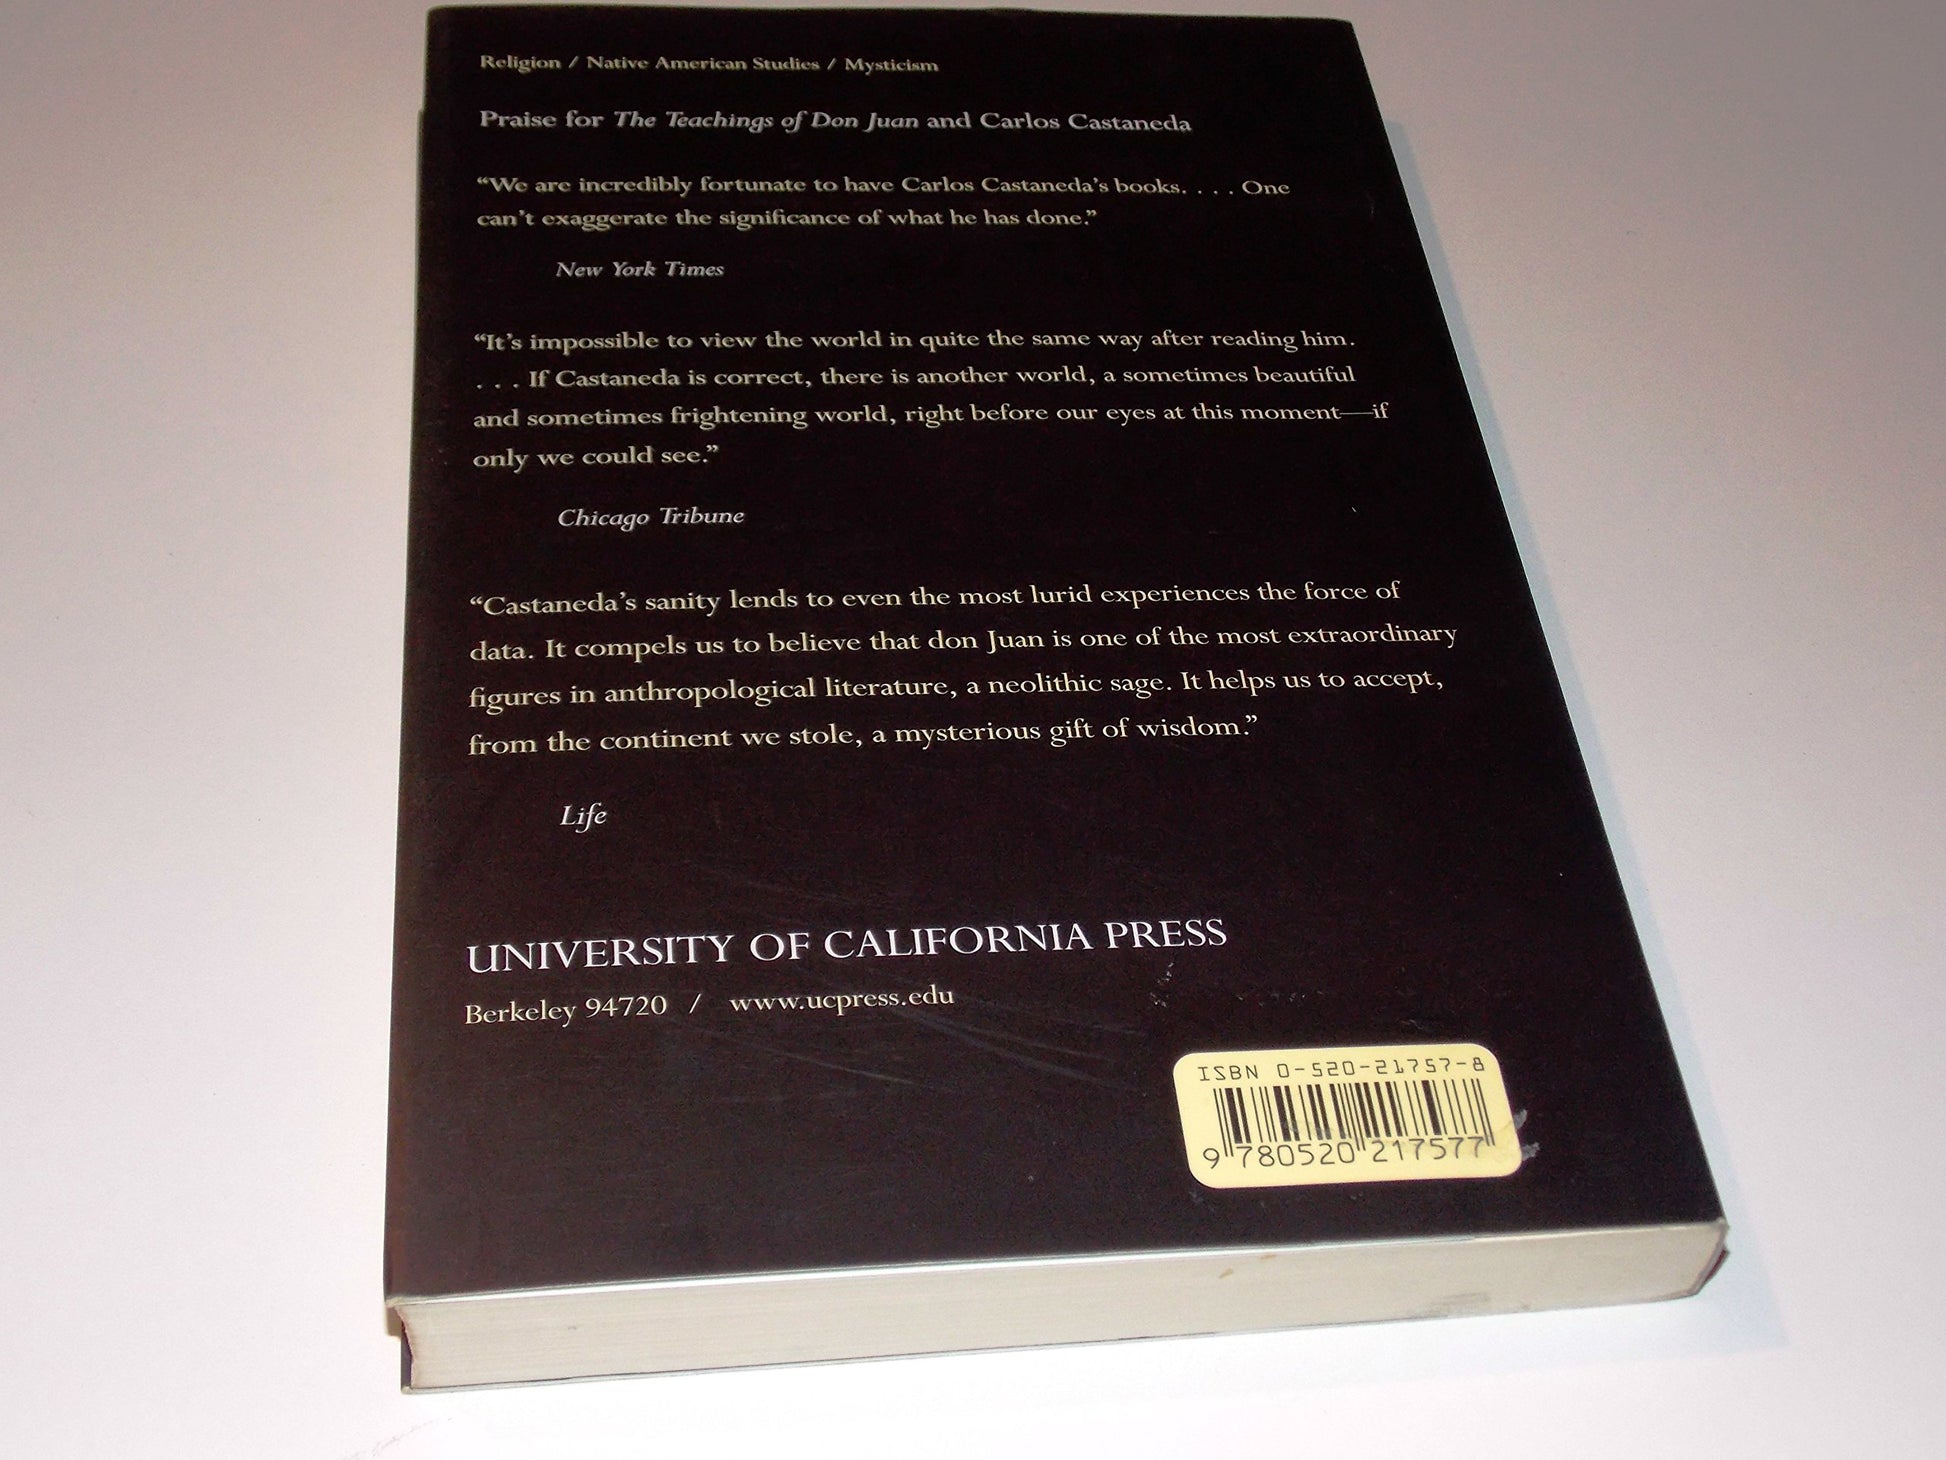 Religion / Native American Studies / Mysticism
Praise for The Teachings of Don Juan and Carlos Castaneda
“We are incredibly fortunate to have Carlos Castaneda’s books. . . . One
can’t exaggerate the significance of what he has done.”
New York Times
“It’s impossible to view the world in quite the same way after reading him.
. . . If Castaneda is correct, there is another world, a sometimes beautiful
and sometimes frightening world, right before our eyes at this moment—if
only we could see.”
Chicago Tribune
“Castaneda’s sanity lends to even the most lurid experiences the force of
data. It compels us to believe that don Juan is one of the most extraordinary
figures in anthropological literature, a neolithic sage. It helps us to accept,
from the continent we stole, a mysterious gift of wisdom.”
Life
UNIVERSITY OF CALIFORNIA PRESS
Berkeley 94720 / www.ucpress.edu
ISBN 0-520-21757-8
9 780520 217577